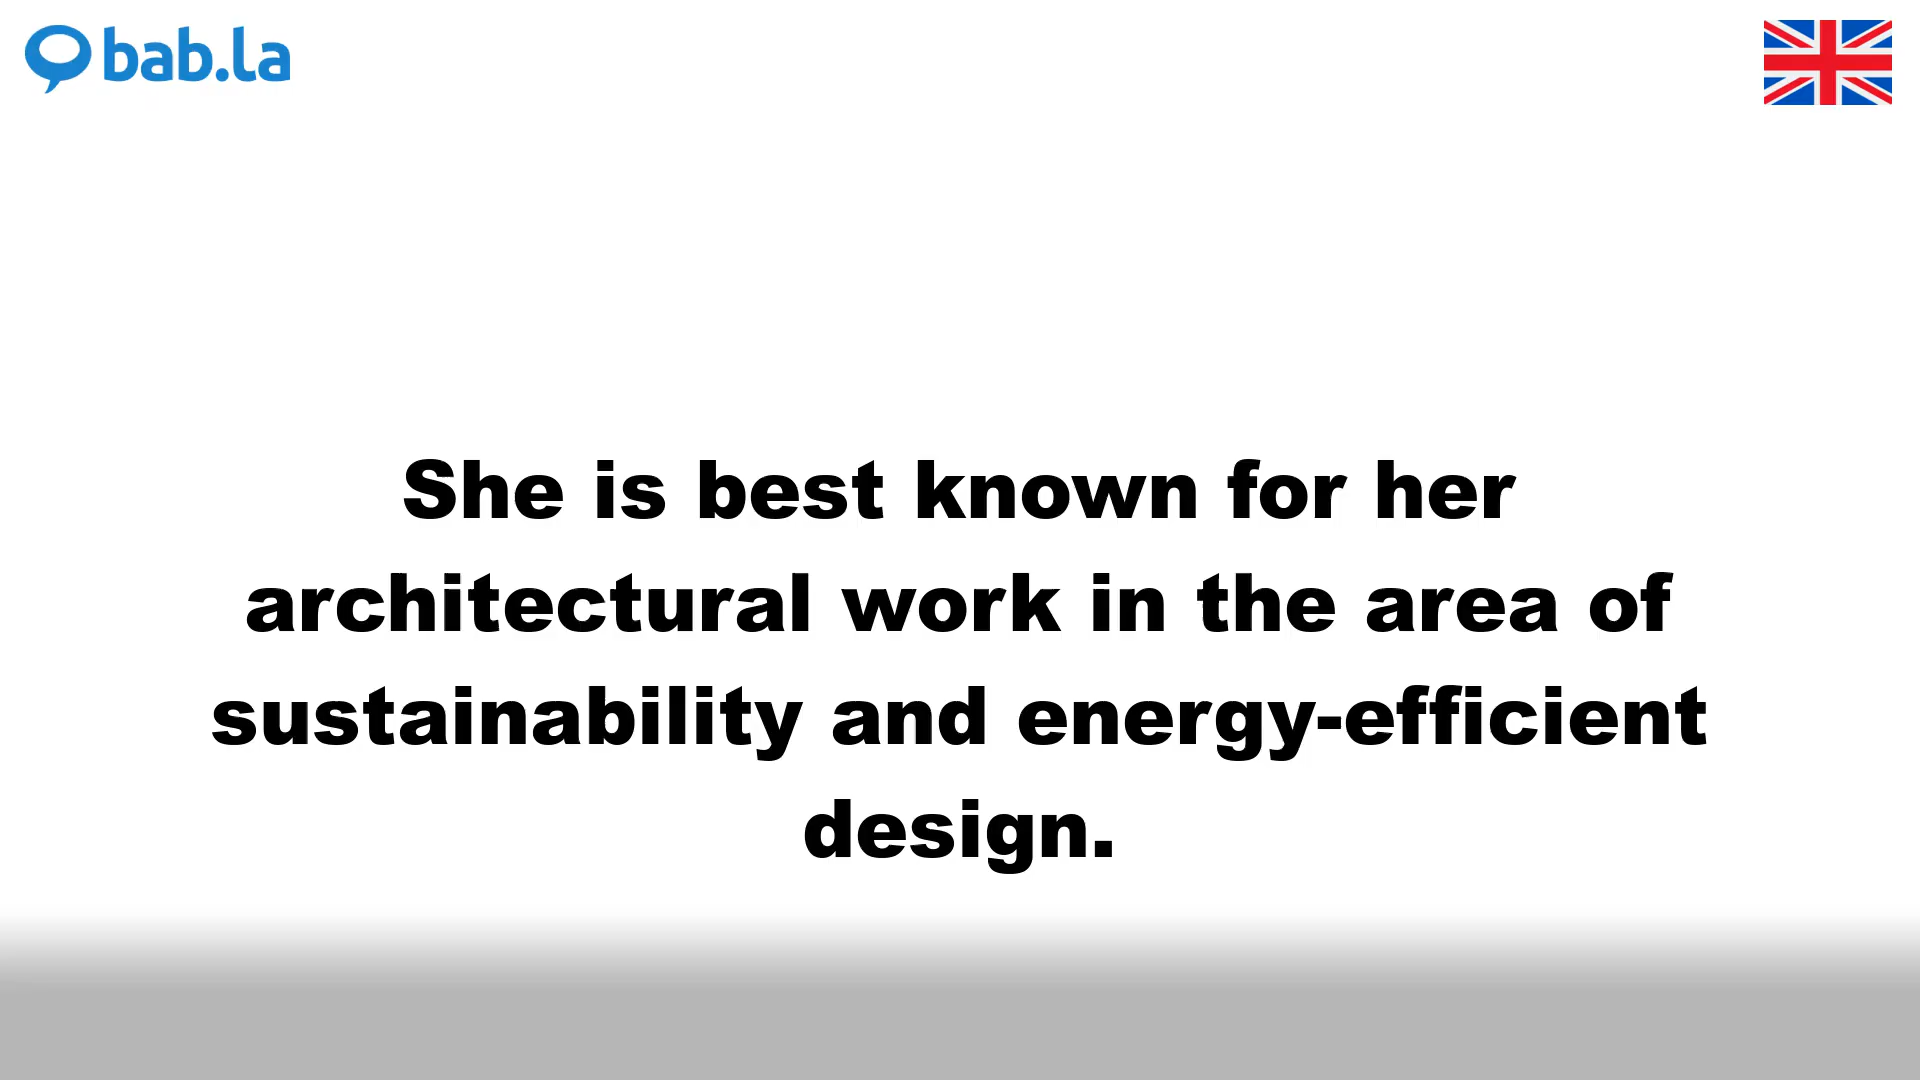 bab.la
She is best known for her
architectural work in the area of
sustainability and energy-efficient
design.